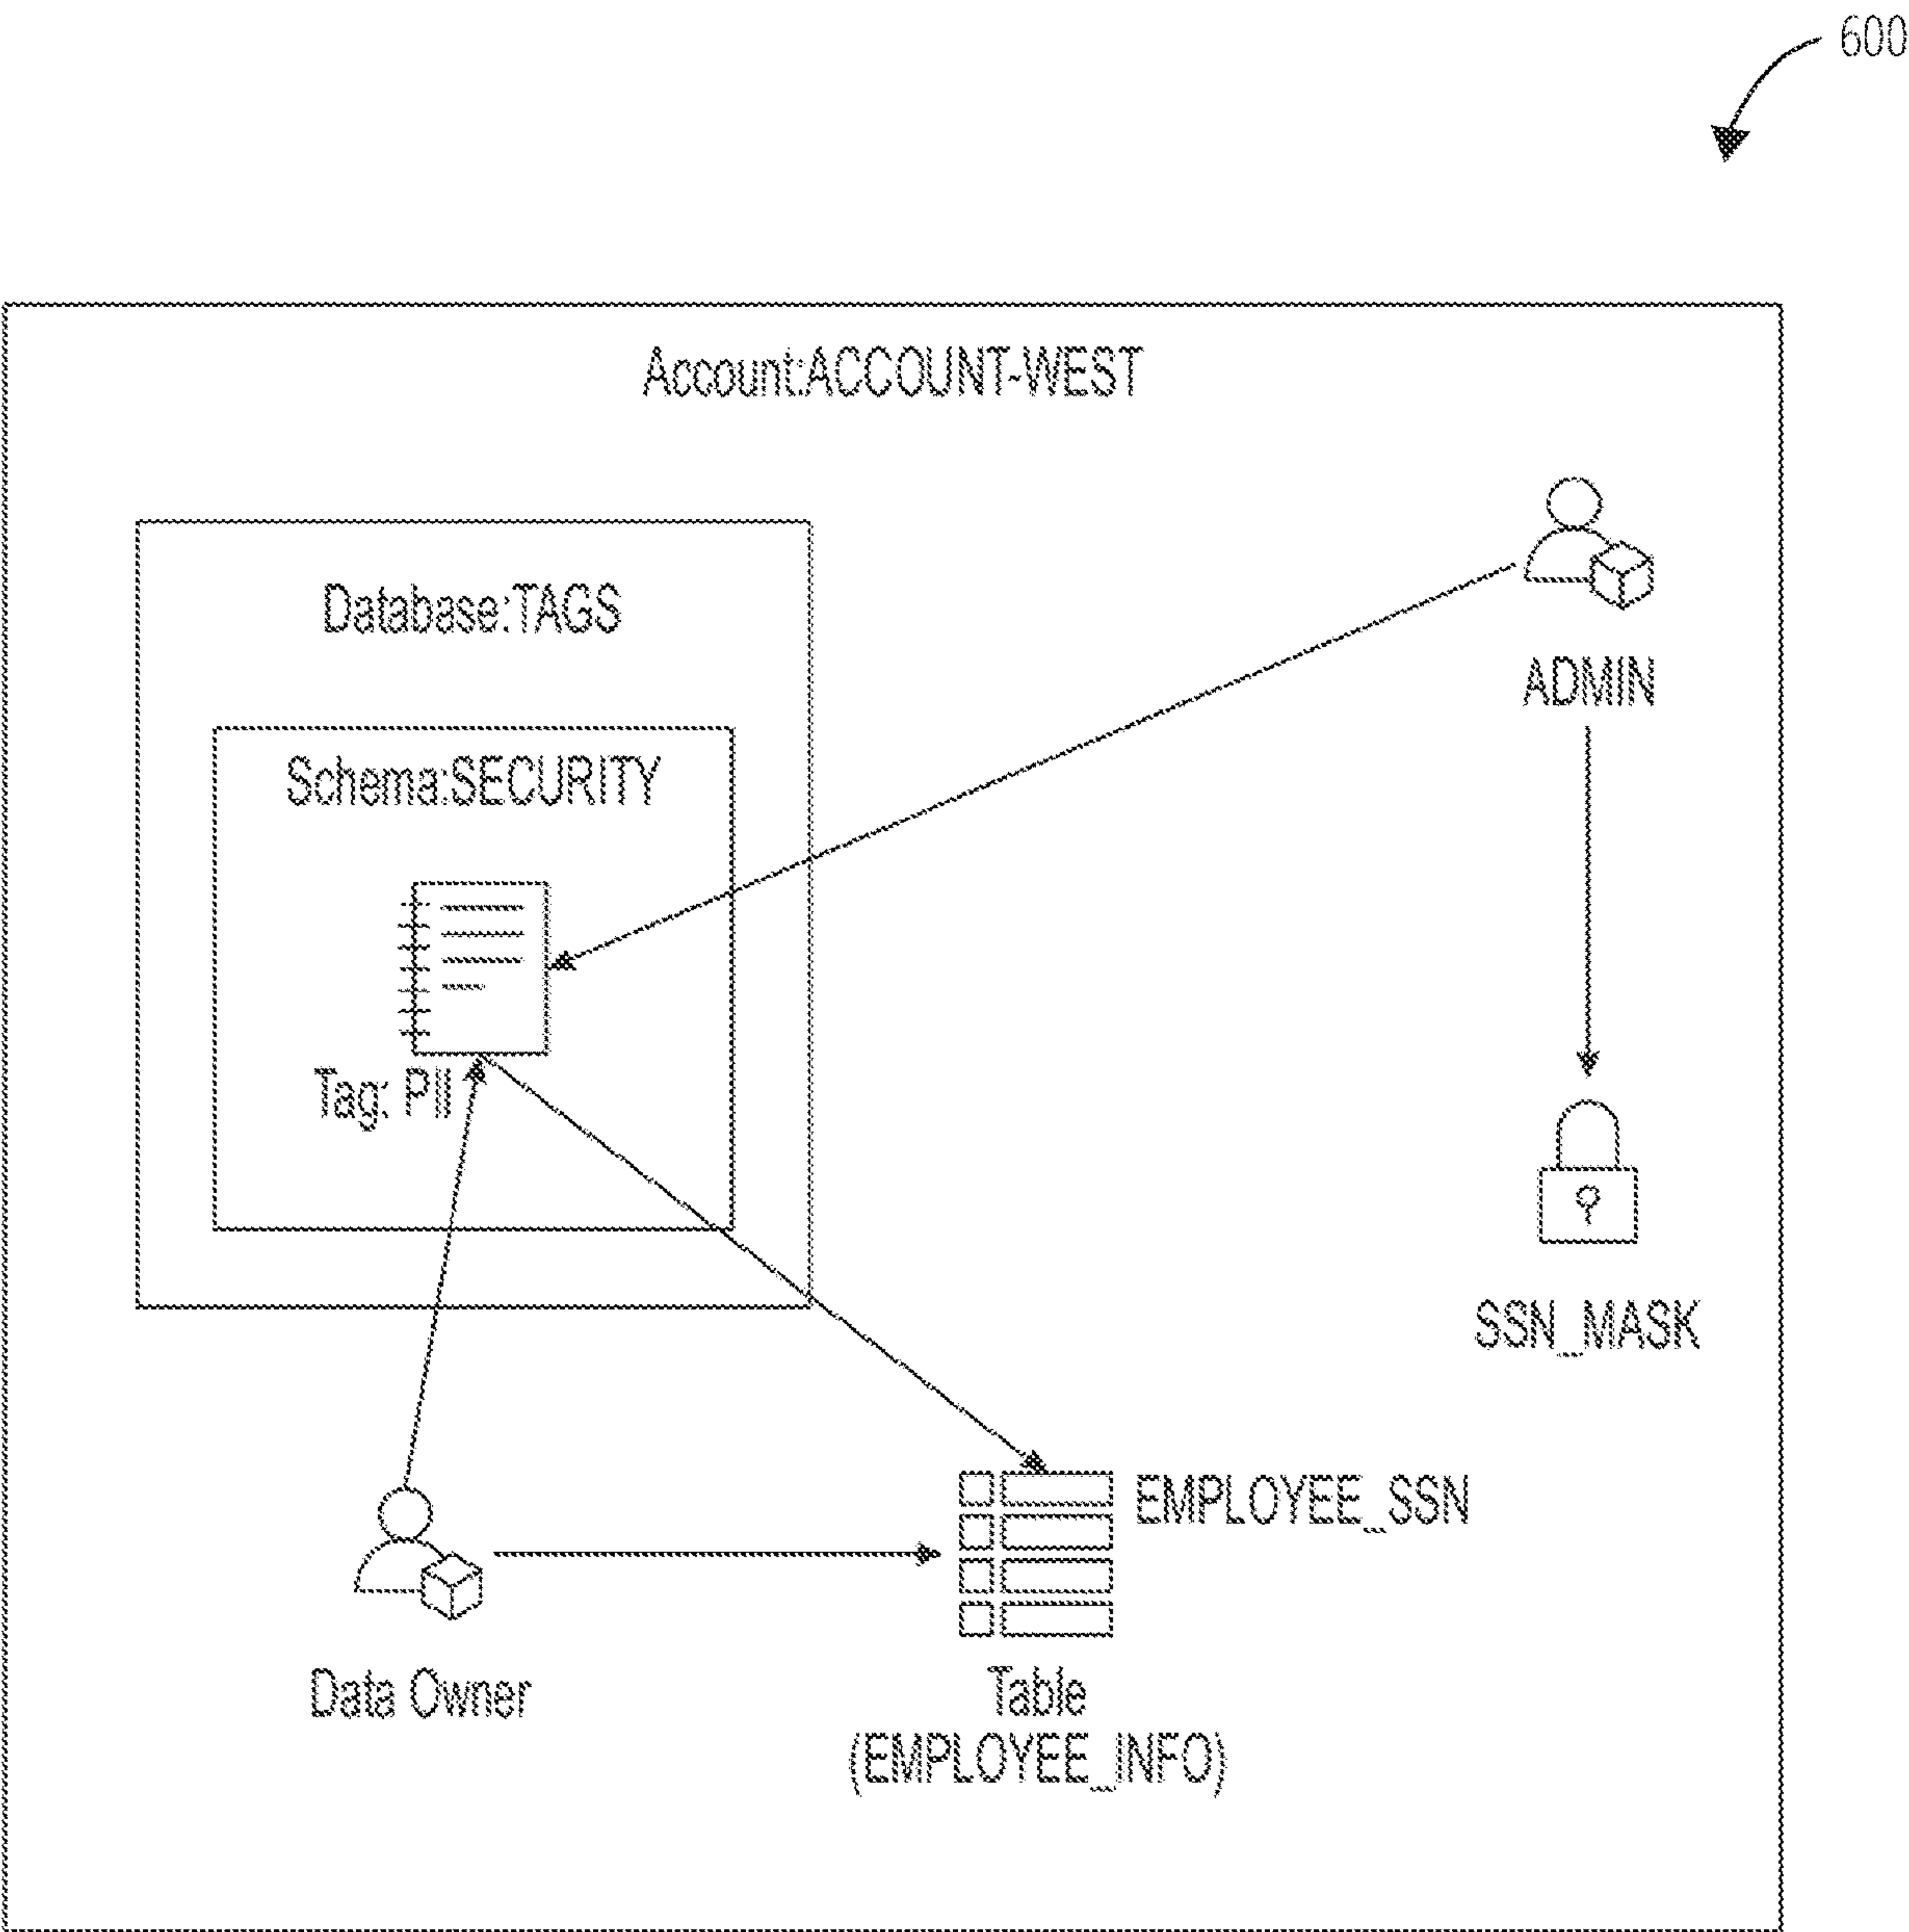 600
Account:ACCOUNT-WEST
Database:TAGS
ADMIN
Schema:SECURITY
Tag: PII
SSN_MASK
EMPLOYEE_SSN
Data Owner
Table
(EMPLOYEE_INFO)